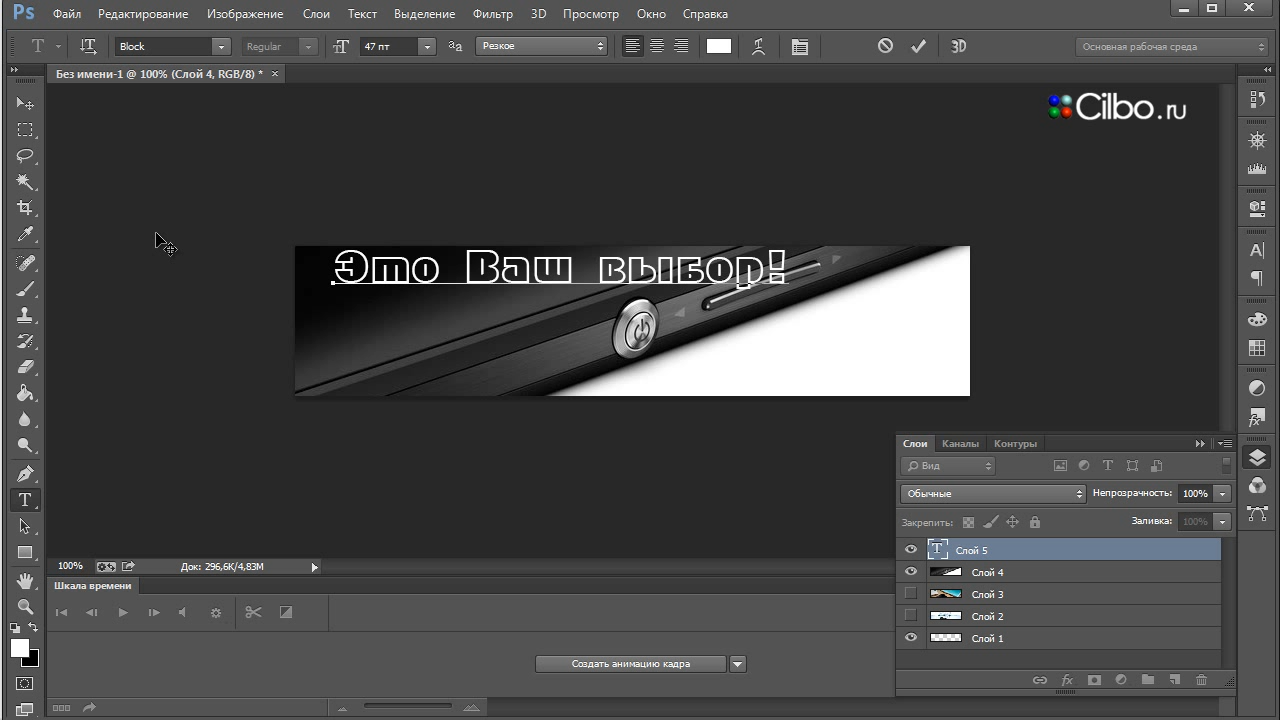 Ps Файл Редактирование Изображение Слои Текст Выделение Фильтр 3D Просмотр Окно Справка
T Block Regular 47 пт aa Резкое 3D Основная рабочая среда
Без имени-1 @ 100% (Слой 4, RGB/8) * ×
Cilbo.ru
Это Ваш выбор!
Слои Каналы Контуры
Вид
Обычные Непрозрачность: 100%
Закрепить: Заливка: 100%
T Слой 5
Слой 4
Слой 3
Слой 2
Слой 1
fx
100% Док: 296,6K/4,83M
Шкала времени
Создать анимацию кадра